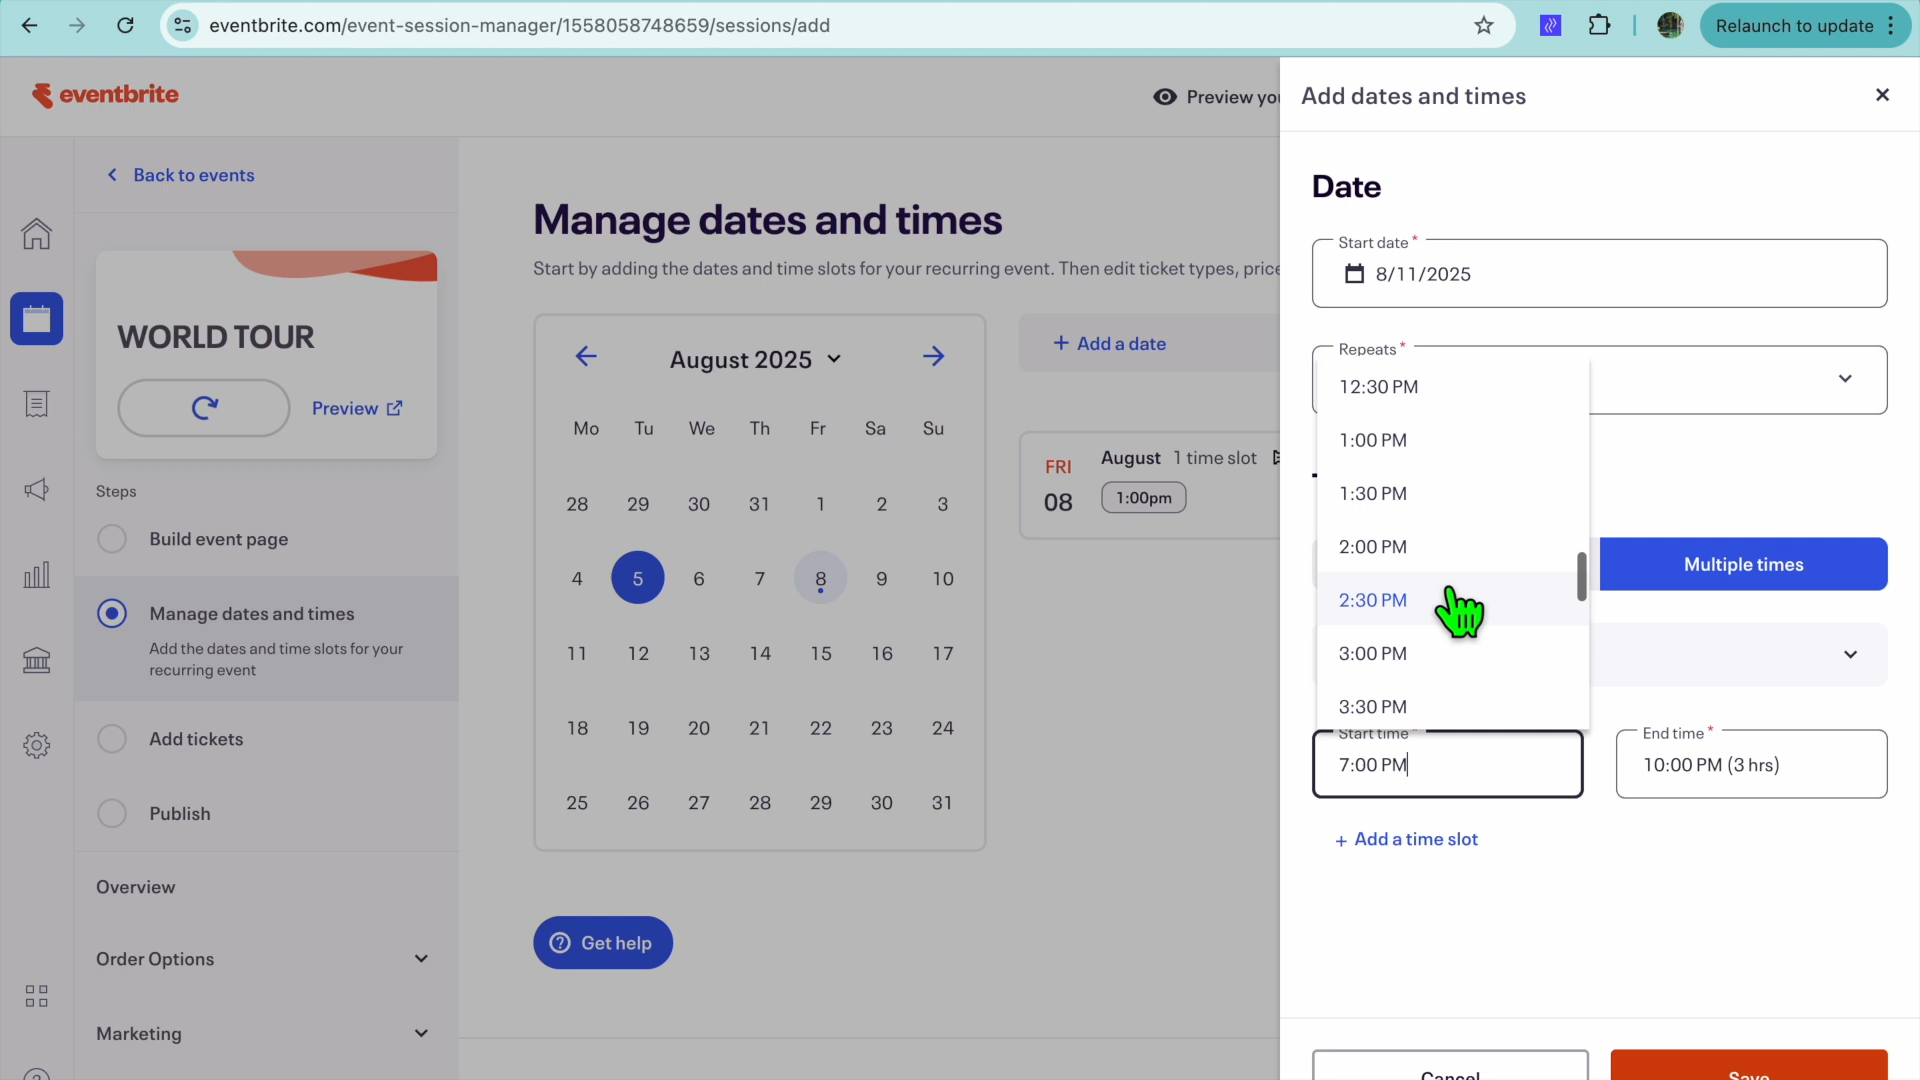 eventbrite.com/event-session-manager/1558058748659/sessions/add
Relaunch to update
eventbrite
Preview you
Add dates and times
Back to events
WORLD TOUR
Preview
Steps
Build event page
Manage dates and times
Add the dates and time slots for your
recurring event
Add tickets
Publish
Overview
Order Options
Marketing
Manage dates and times
Start by adding the dates and time slots for your recurring event. Then edit ticket types, price
August 2025
Mo Tu We Th Fr Sa Su
28 29 30 31 1 2 3
4 5 6 7 8 9 10
11 12 13 14 15 16 17
18 19 20 21 22 23 24
25 26 27 28 29 30 31
+ Add a date
FRI
08
August 1 time slot
1:00pm
Get help
Date
Start date *
8/11/2025
Repeats *
12:30 PM
1:00 PM
1:30 PM
2:00 PM
2:30 PM
3:00 PM
3:30 PM
Multiple times
Start time
7:00 PM
End time *
10:00 PM (3 hrs)
+ Add a time slot
Cancel
Save